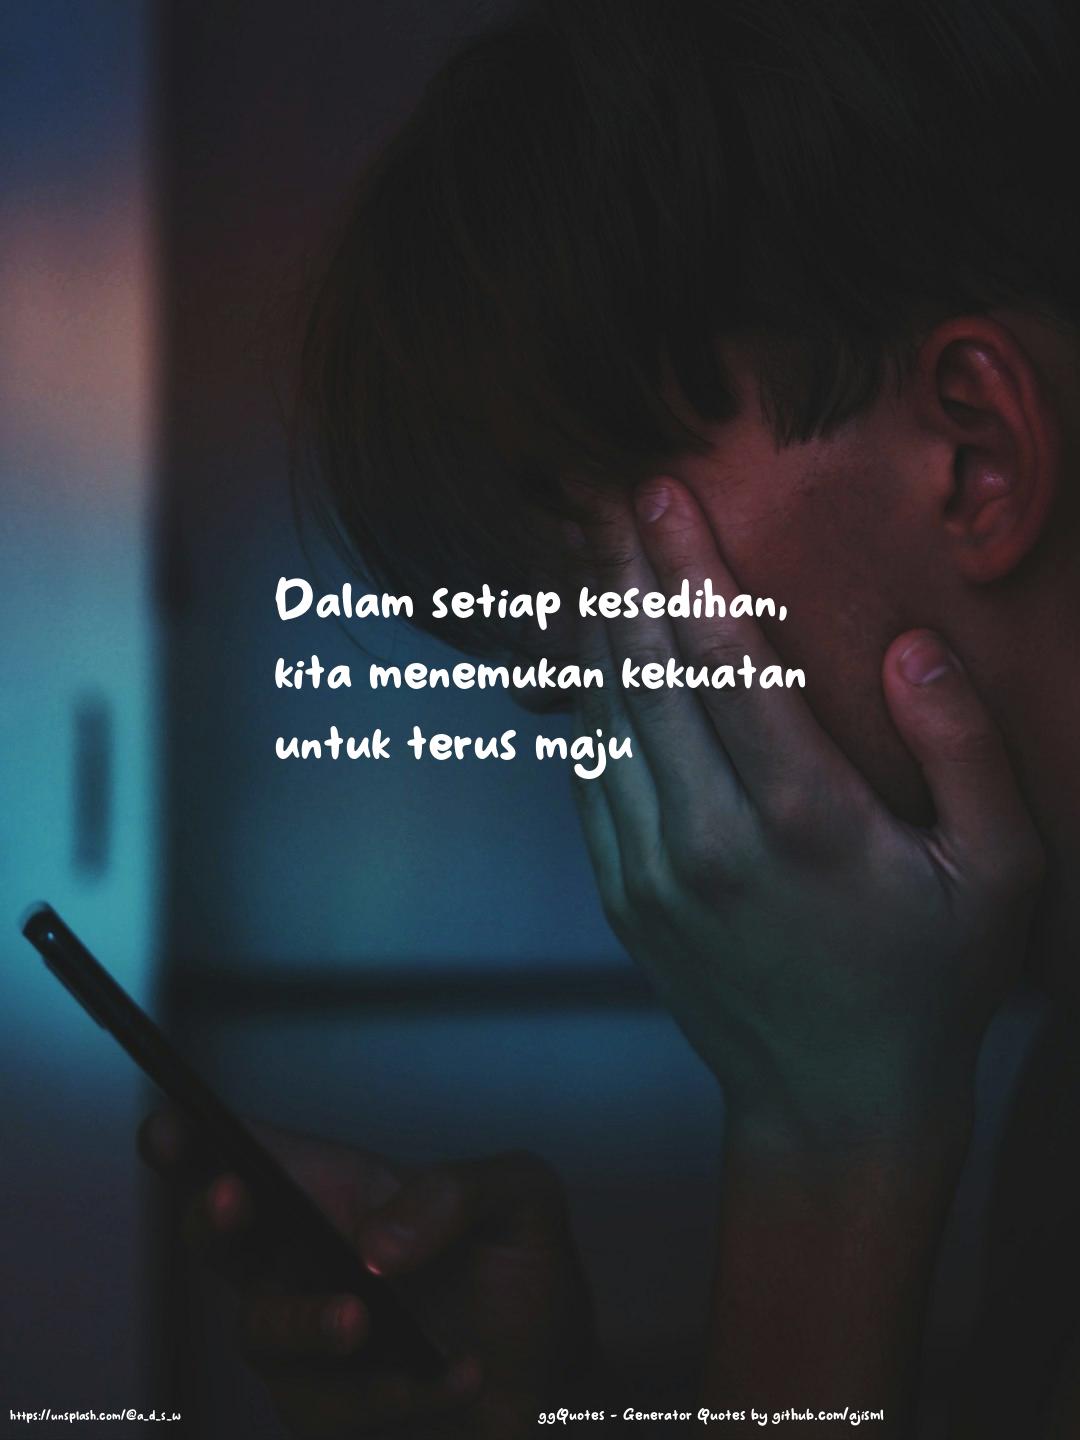 Dalam setiap kesedihan,
kita menemukan kekuatan
untuk terus maju
https://unsplash.com/@a_d_s_w
ggQuotes - Generator Quotes by github.com/ajisml